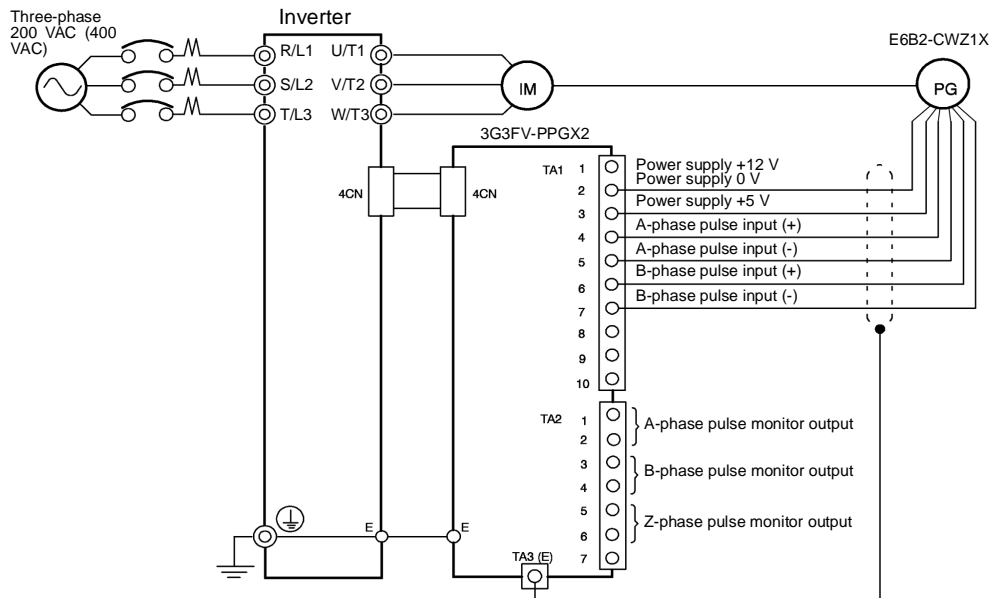 Three-phase
200 VAC (400
VAC)
Inverter
R/L1 U/T1
S/L2 V/T2
T/L3 W/T3
IM
E6B2-CWZ1X
PG
3G3FV-PPGX2
4CN
4CN
TA1
1 Power supply +12 V
2 Power supply 0 V
3 Power supply +5 V
4 A-phase pulse input (+)
5 A-phase pulse input (-)
6 B-phase pulse input (+)
7 B-phase pulse input (-)
8
9
10
TA2
1
2
A-phase pulse monitor output
3
4
B-phase pulse monitor output
5
6
Z-phase pulse monitor output
7
E
E
TA3 (E)